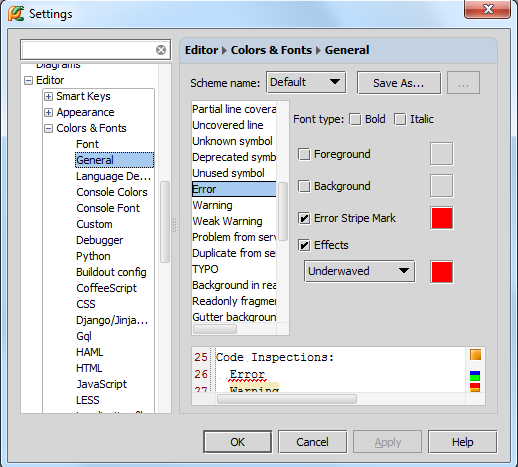 Settings
Diagrams
Editor
Smart Keys
Appearance
Colors & Fonts
Font
General
Language De...
Console Colors
Console Font
Custom
Debugger
Python
Buildout config
CoffeeScript
CSS
Django/Jinja...
Gql
HAML
HTML
JavaScript
LESS
Editor ▸ Colors & Fonts ▸ General
Scheme name: Default Save As... ...
Partial line covera
Uncovered line
Unknown symbol
Deprecated symb
Unused symbol
Error
Warning
Weak Warning
Problem from serv
Duplicate from se
TYPO
Background in rea
Readonly fragmen
Gutter backgroun
Font type: Bold Italic
Foreground
Background
Error Stripe Mark
Effects
Underwaved
25 Code Inspections:
26 Error
27 Warning
OK Cancel Apply Help